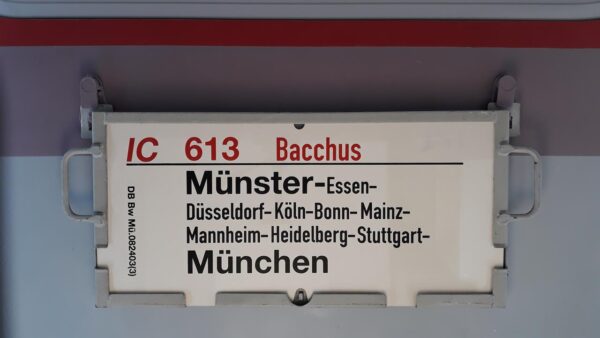 IC 613 Bacchus
Münster-Essen-
Düsseldorf-Köln-Bonn-Mainz-
Mannheim-Heidelberg-Stuttgart-
München
DB Bw Mü.082403(3)